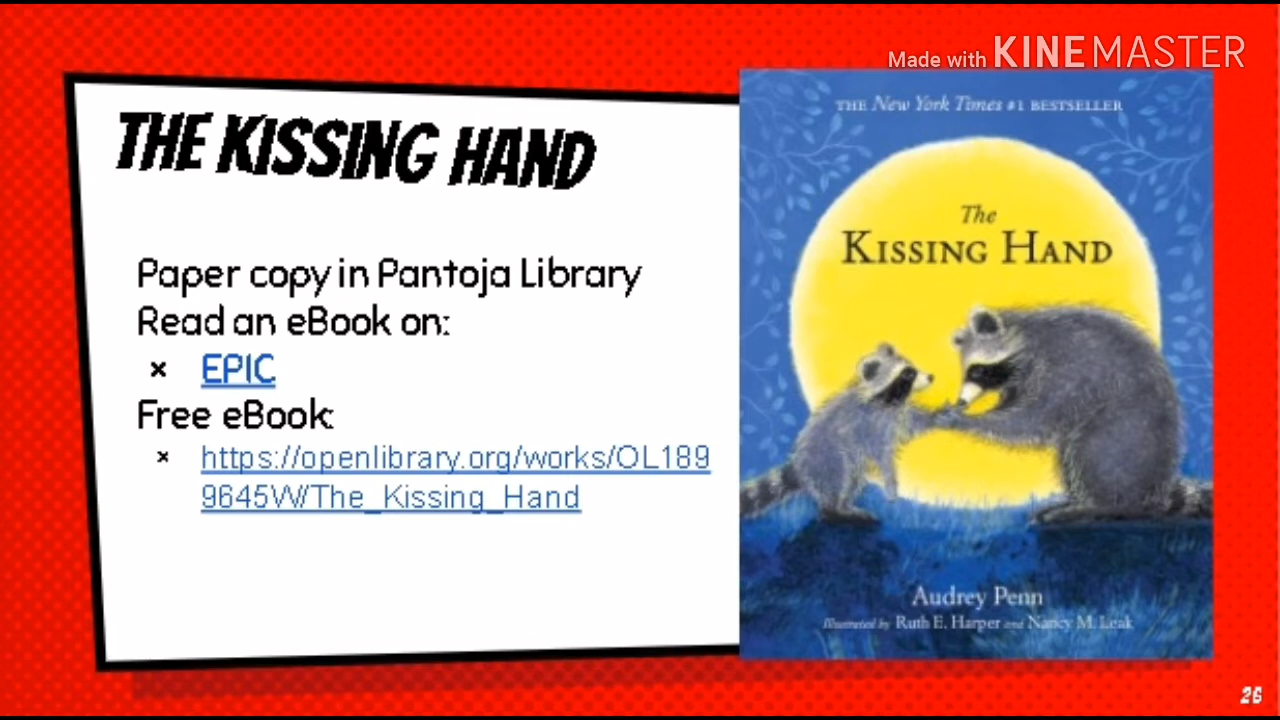 Made with KINEMASTER
THE KISSING HAND
Paper copy in Pantoja Library
Read an eBook on:
× EPIC
Free eBook:
× https://openlibrary.org/works/OL189
9645W/The_Kissing_Hand
THE New York Times #1 BESTSELLER
The
KISSING HAND
Audrey Penn
Illustrated by Ruth E. Harper and Nancy M. Leak
26